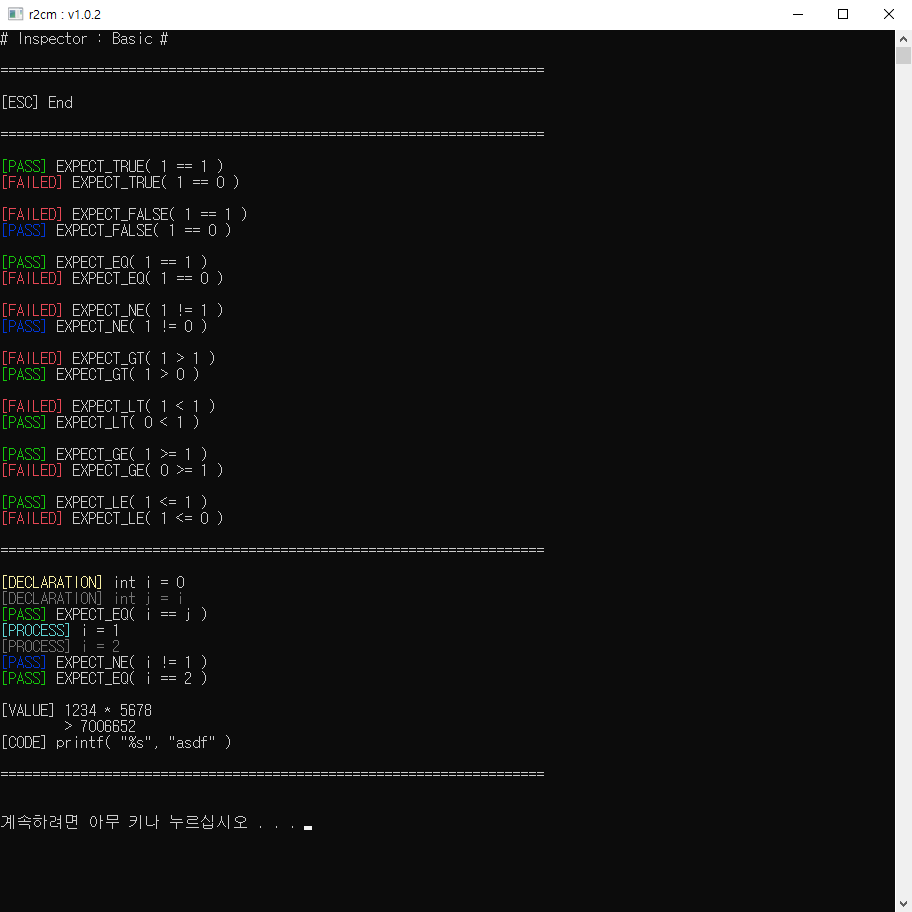 r2cm : v1.0.2
# Inspector : Basic #
====================================================================
[ESC] End
====================================================================
[PASS] EXPECT_TRUE( 1 == 1 )
[FAILED] EXPECT_TRUE( 1 == 0 )
[FAILED] EXPECT_FALSE( 1 == 1 )
[PASS] EXPECT_FALSE( 1 == 0 )
[PASS] EXPECT_EQ( 1 == 1 )
[FAILED] EXPECT_EQ( 1 == 0 )
[FAILED] EXPECT_NE( 1 != 1 )
[PASS] EXPECT_NE( 1 != 0 )
[FAILED] EXPECT_GT( 1 > 1 )
[PASS] EXPECT_GT( 1 > 0 )
[FAILED] EXPECT_LT( 1 < 1 )
[PASS] EXPECT_LT( 0 < 1 )
[PASS] EXPECT_GE( 1 >= 1 )
[FAILED] EXPECT_GE( 0 >= 1 )
[PASS] EXPECT_LE( 1 <= 1 )
[FAILED] EXPECT_LE( 1 <= 0 )
====================================================================
[DECLARATION] int i = 0
[DECLARATION] int j = i
[PASS] EXPECT_EQ( i == j )
[PROCESS] i = 1
[PROCESS] i = 2
[PASS] EXPECT_NE( i != 1 )
[PASS] EXPECT_EQ( i == 2 )
[VALUE] 1234 * 5678
> 7006652
[CODE] printf( "%s", "asdf" )
====================================================================
계속하려면 아무 키나 누르십시오 . . .